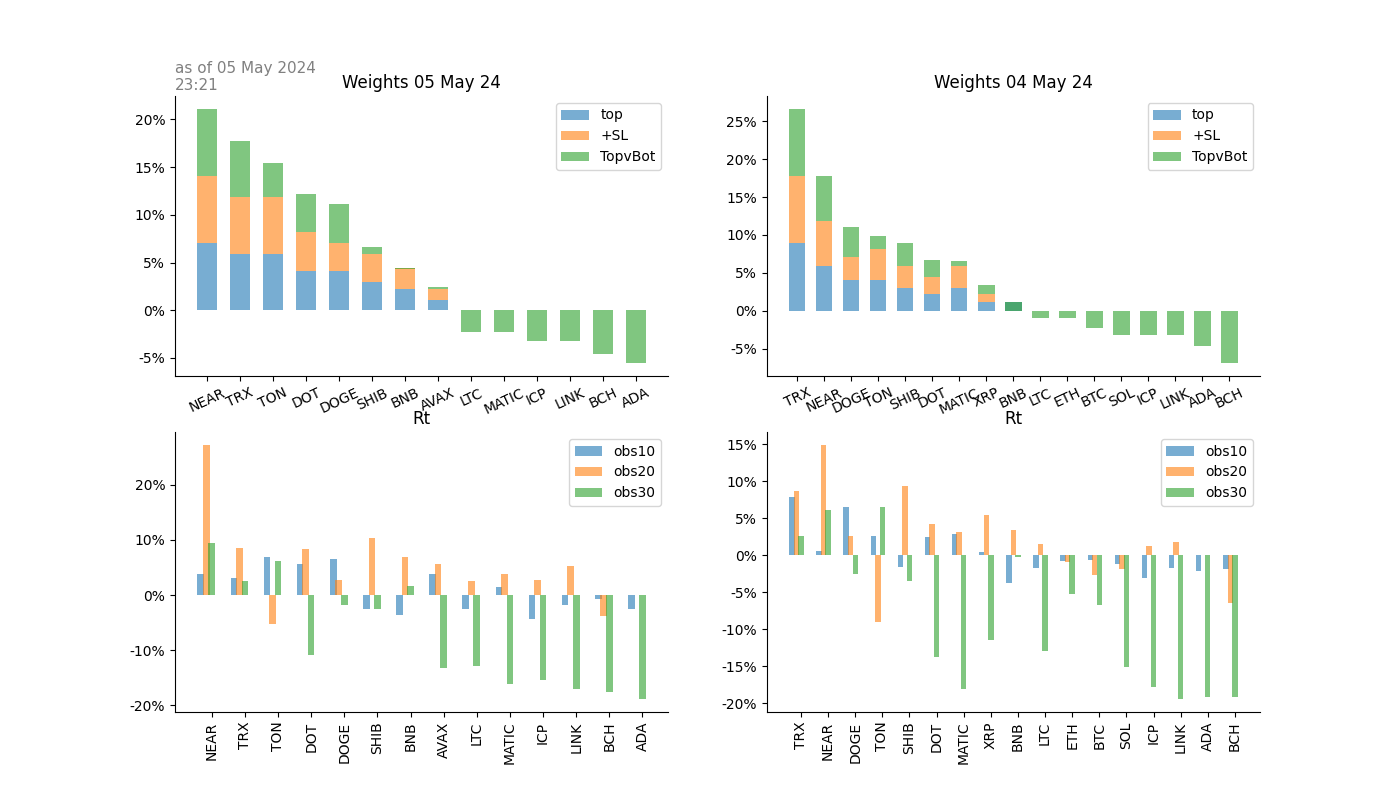 as of 05 May 2024
23:21
Weights 05 May 24
20%
15%
10%
5%
0%
-5%
top
+SL
TopvBot
NEAR TRX TON DOT DOGE SHIB BNB AVAX LTC MATIC ICP LINK BCH ADA
Weights 04 May 24
25%
20%
15%
10%
5%
0%
-5%
top
+SL
TopvBot
TRX NEAR DOGE TON SHIB DOT MATIC XRP BNB LTC ETH BTC SOL ICP LINK ADA BCH
Rt
20%
10%
0%
-10%
-20%
obs10
obs20
obs30
NEAR TRX TON DOT DOGE SHIB BNB AVAX LTC MATIC ICP LINK BCH ADA
Rt
15%
10%
5%
0%
-5%
-10%
-15%
-20%
obs10
obs20
obs30
TRX NEAR DOGE TON SHIB DOT MATIC XRP BNB LTC ETH BTC SOL ICP LINK ADA BCH